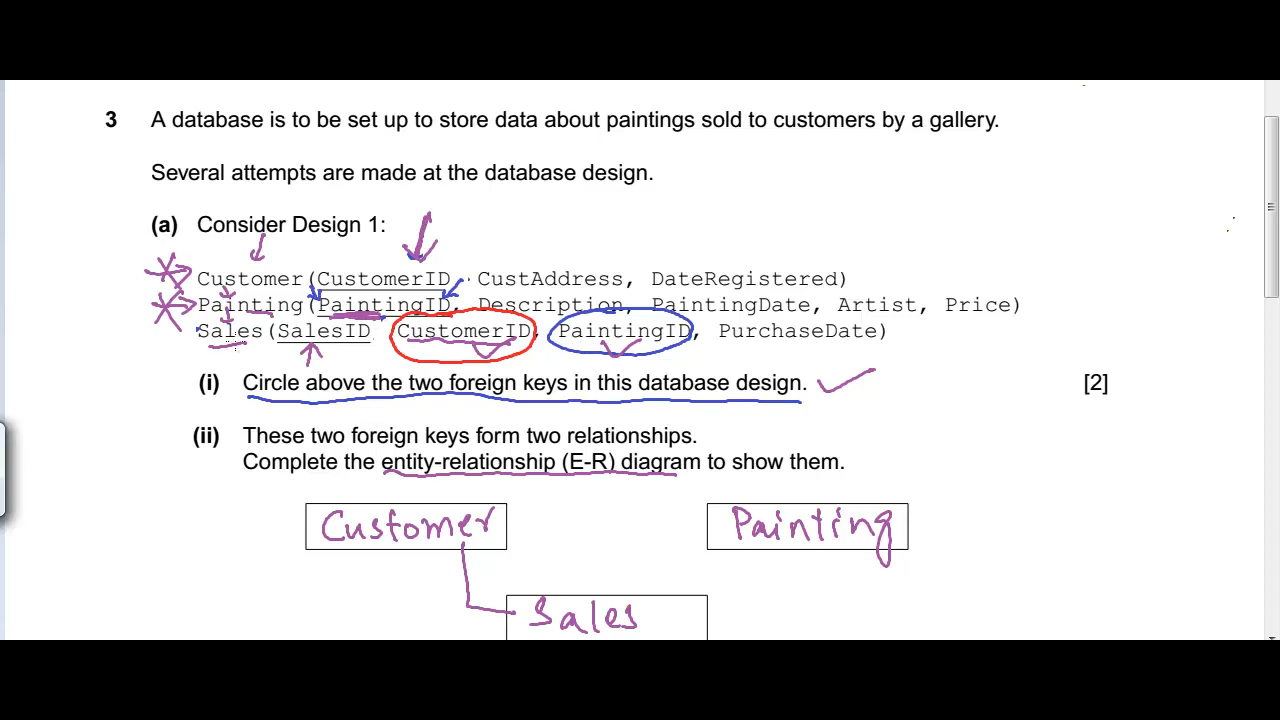 3 A database is to be set up to store data about paintings sold to customers by a gallery.
Several attempts are made at the database design.
(a) Consider Design 1:
Customer(CustomerID, CustAddress, DateRegistered)
Painting(PaintingID, Description, PaintingDate, Artist, Price)
Sales(SalesID, CustomerID, PaintingID, PurchaseDate)
(i) Circle above the two foreign keys in this database design. [2]
(ii) These two foreign keys form two relationships.
Complete the entity-relationship (E-R) diagram to show them.
Customer Painting
Sales